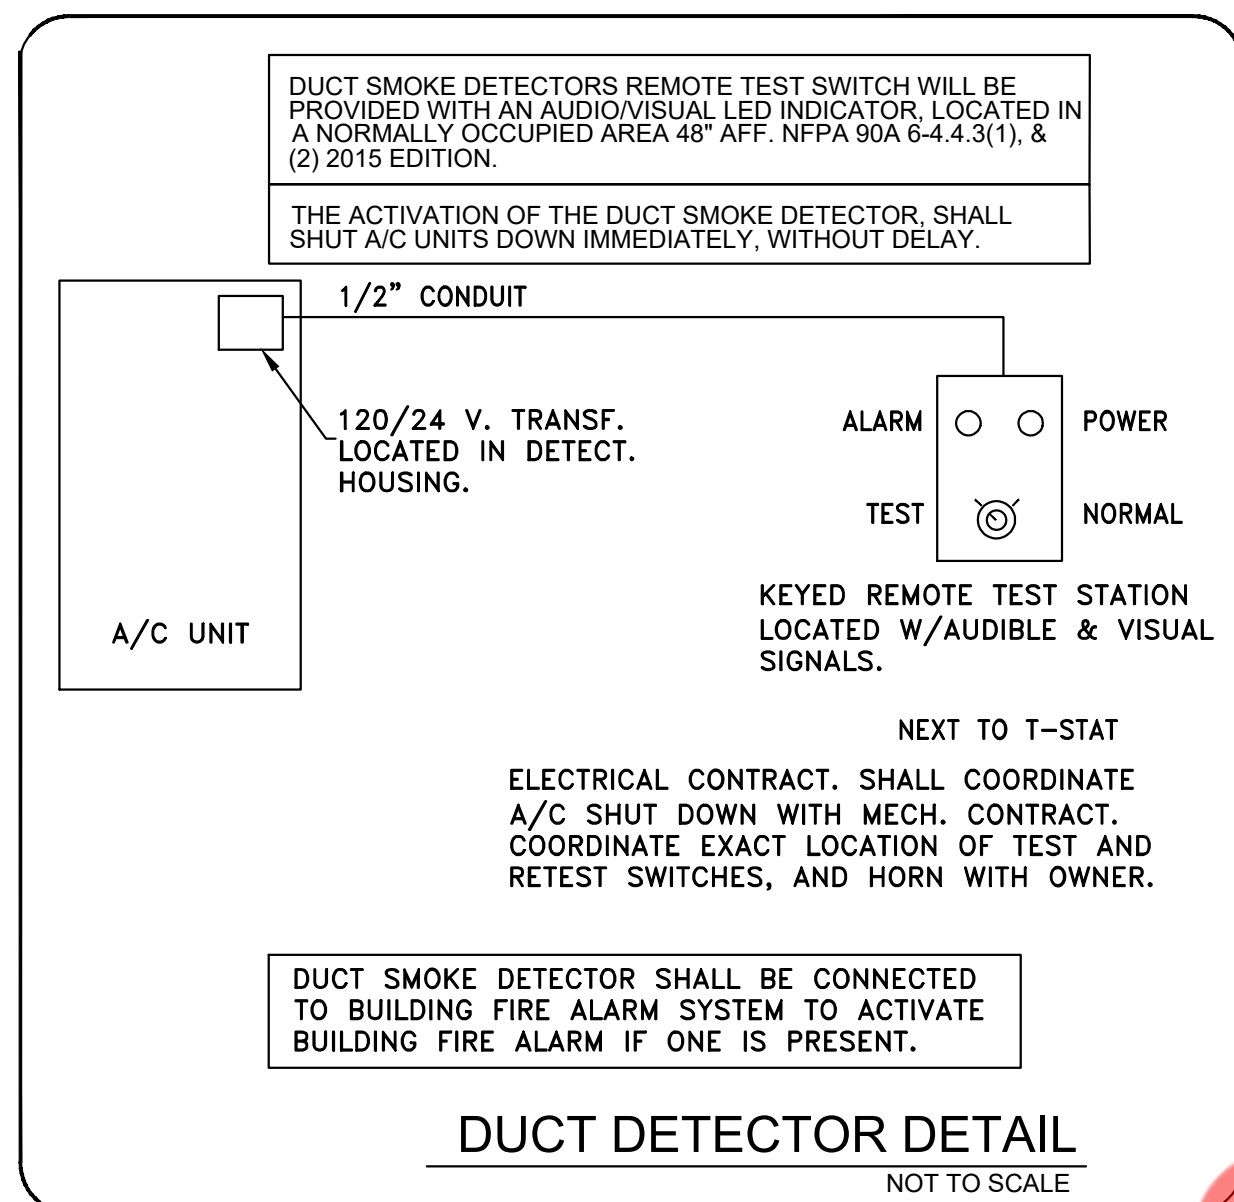 DUCT SMOKE DETECTORS REMOTE TEST SWITCH WILL BE
PROVIDED WITH AN AUDIO/VISUAL LED INDICATOR, LOCATED IN
A NORMALLY OCCUPIED AREA 48" AFF. NFPA 90A 6-4.4.3(1), &
(2) 2015 EDITION.
THE ACTIVATION OF THE DUCT SMOKE DETECTOR, SHALL
SHUT A/C UNITS DOWN IMMEDIATELY, WITHOUT DELAY.
1/2” CONDUIT
120/24 V. TRANSF.
LOCATED IN DETECT.
HOUSING.
A/C UNIT
ALARM
POWER
TEST
NORMAL
KEYED REMOTE TEST STATION
LOCATED W/AUDIBLE & VISUAL
SIGNALS.
NEXT TO T-STAT
ELECTRICAL CONTRACT. SHALL COORDINATE
A/C SHUT DOWN WITH MECH. CONTRACT.
COORDINATE EXACT LOCATION OF TEST AND
RETEST SWITCHES, AND HORN WITH OWNER.
DUCT SMOKE DETECTOR SHALL BE CONNECTED
TO BUILDING FIRE ALARM SYSTEM TO ACTIVATE
BUILDING FIRE ALARM IF ONE IS PRESENT.
DUCT DETECTOR DETAIL
NOT TO SCALE